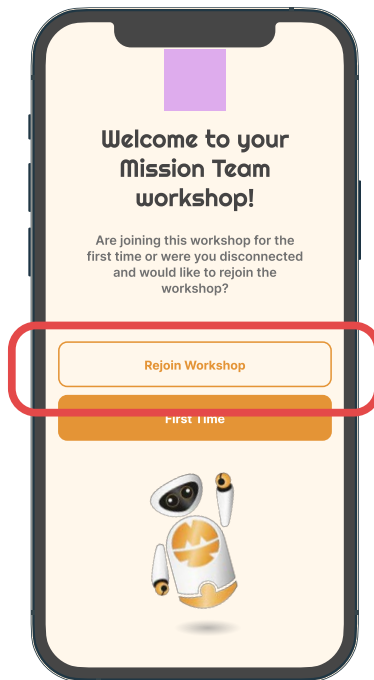 Welcome to your
Mission Team
workshop!
Are joining this workshop for the
first time or were you disconnected
and would like to rejoin the
workshop?
Rejoin Workshop
First Time